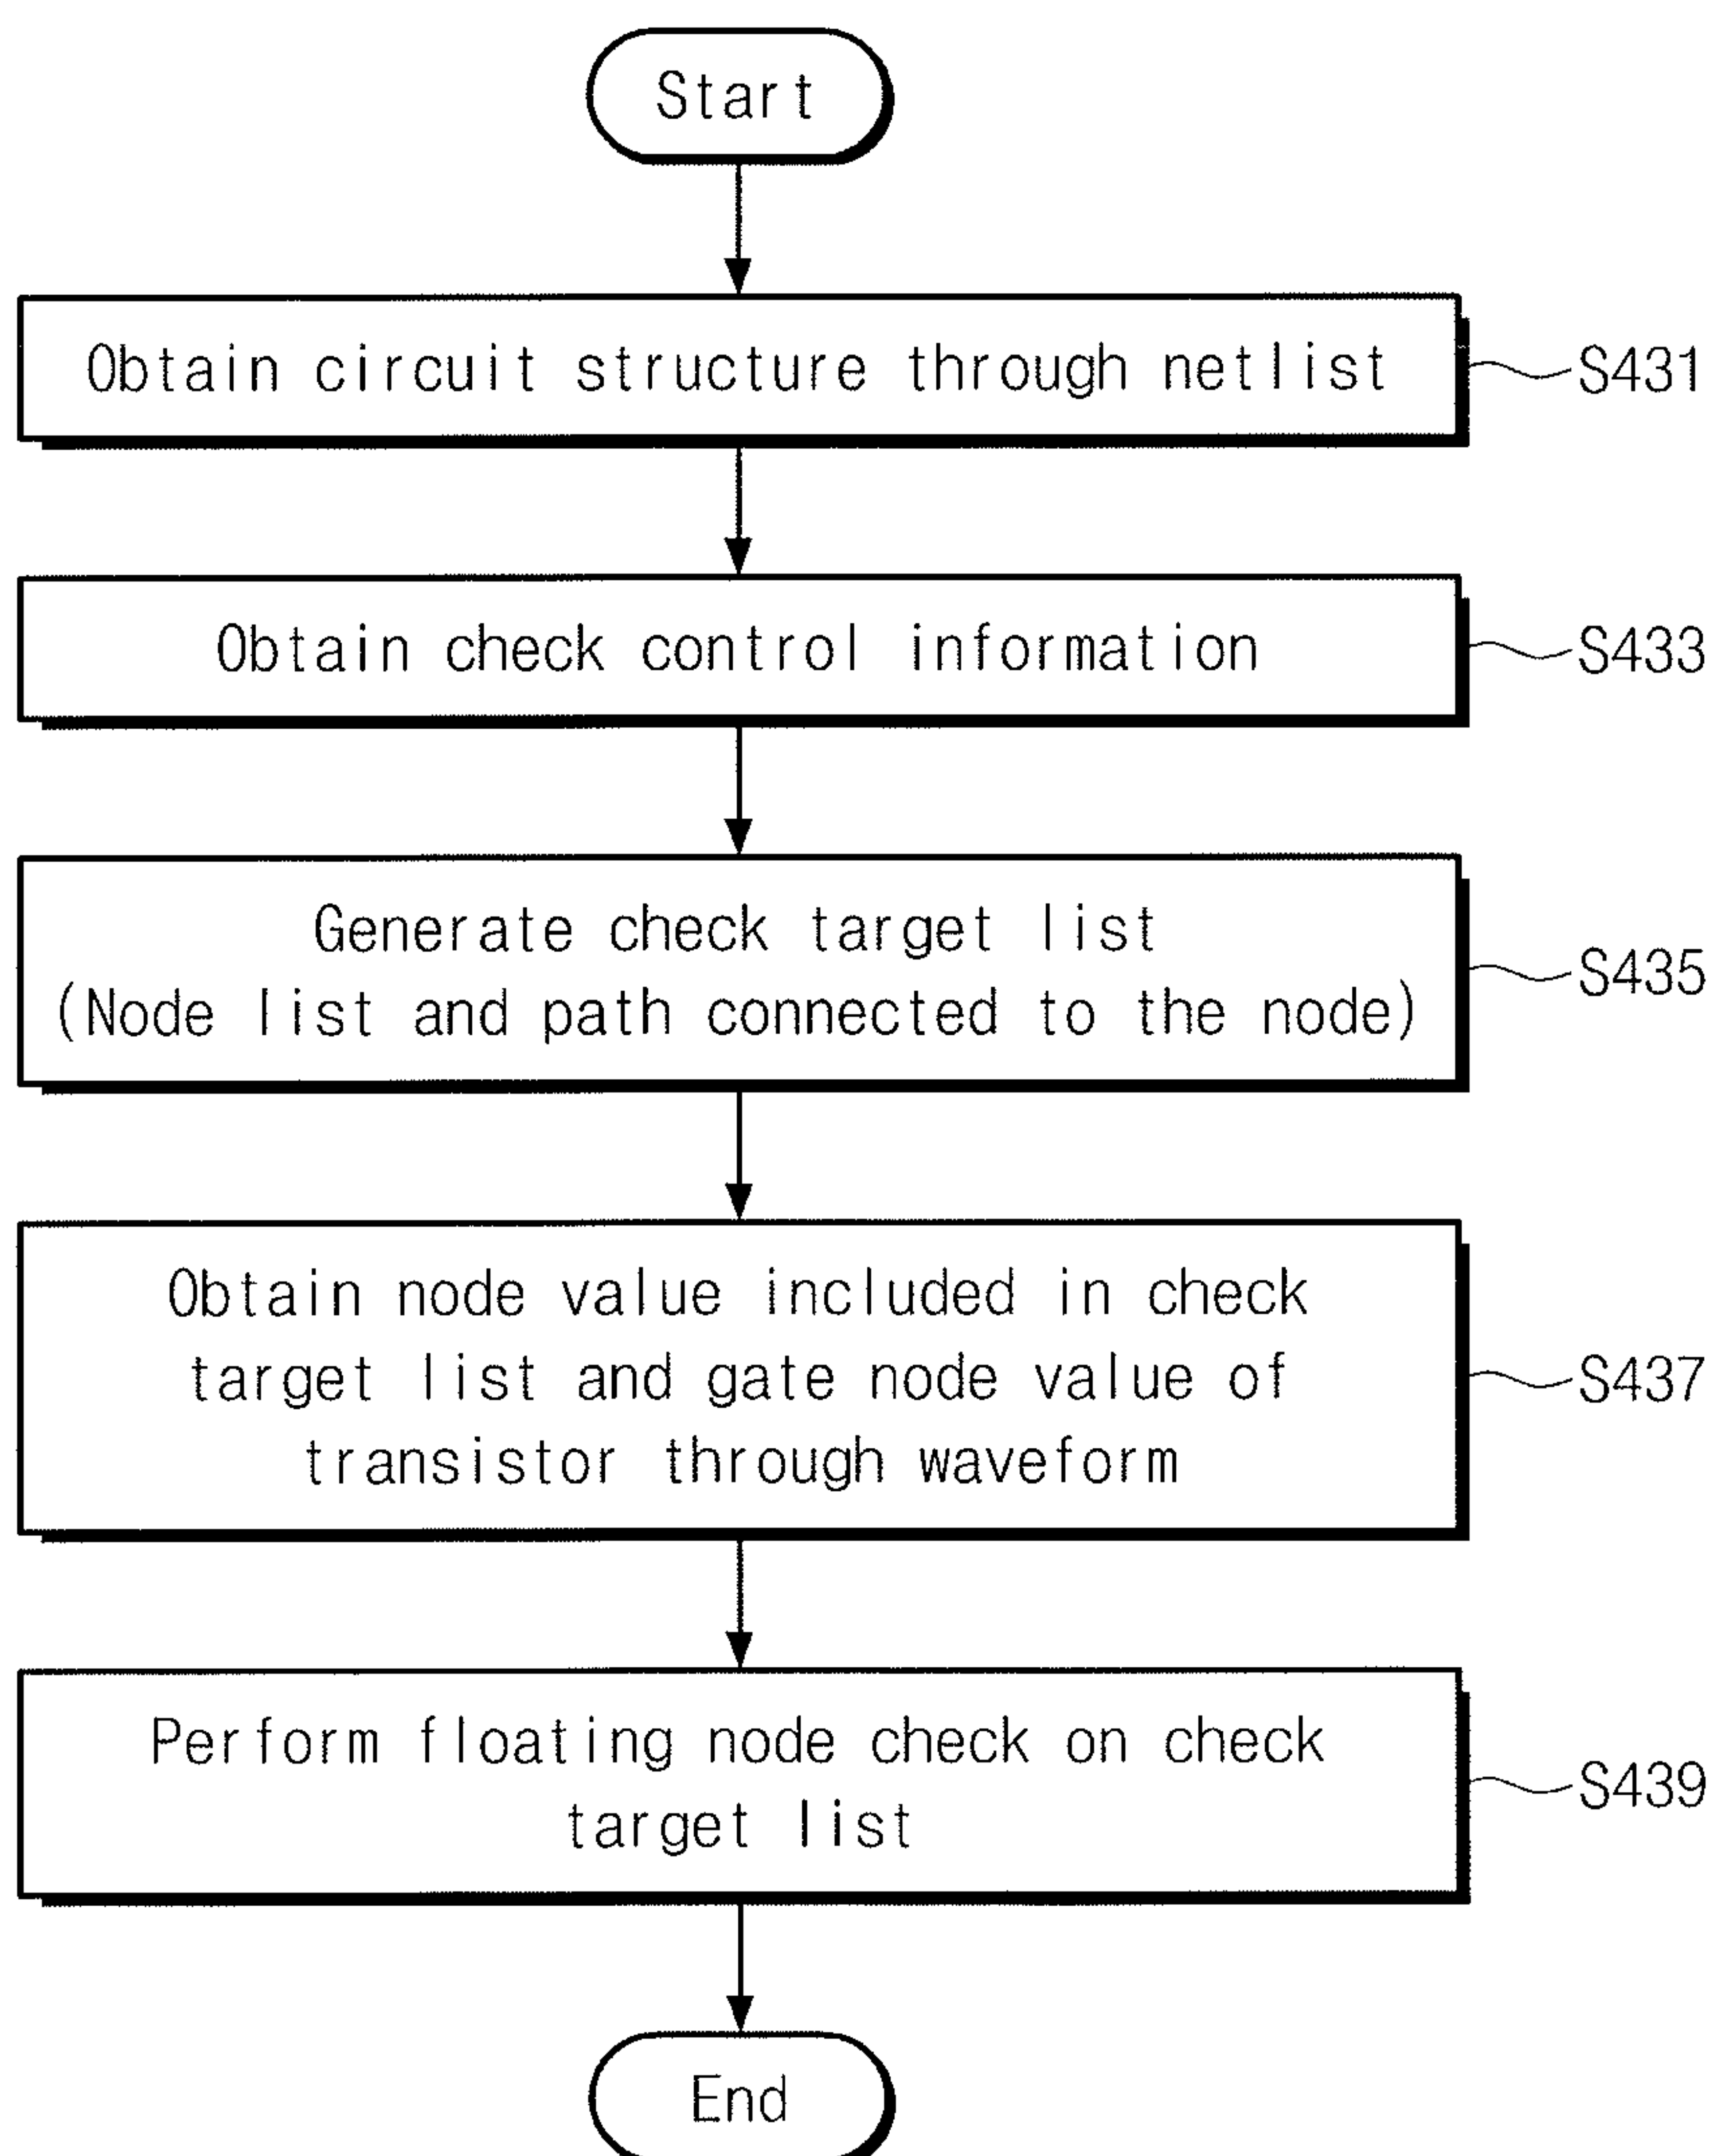 Start
Obtain circuit structure through netlist
S431
Obtain check control information
S433
Generate check target list
(Node list and path connected to the node)
S435
Obtain node value included in check
target list and gate node value of
transistor through waveform
S437
Perform floating node check on check
target list
S439
End